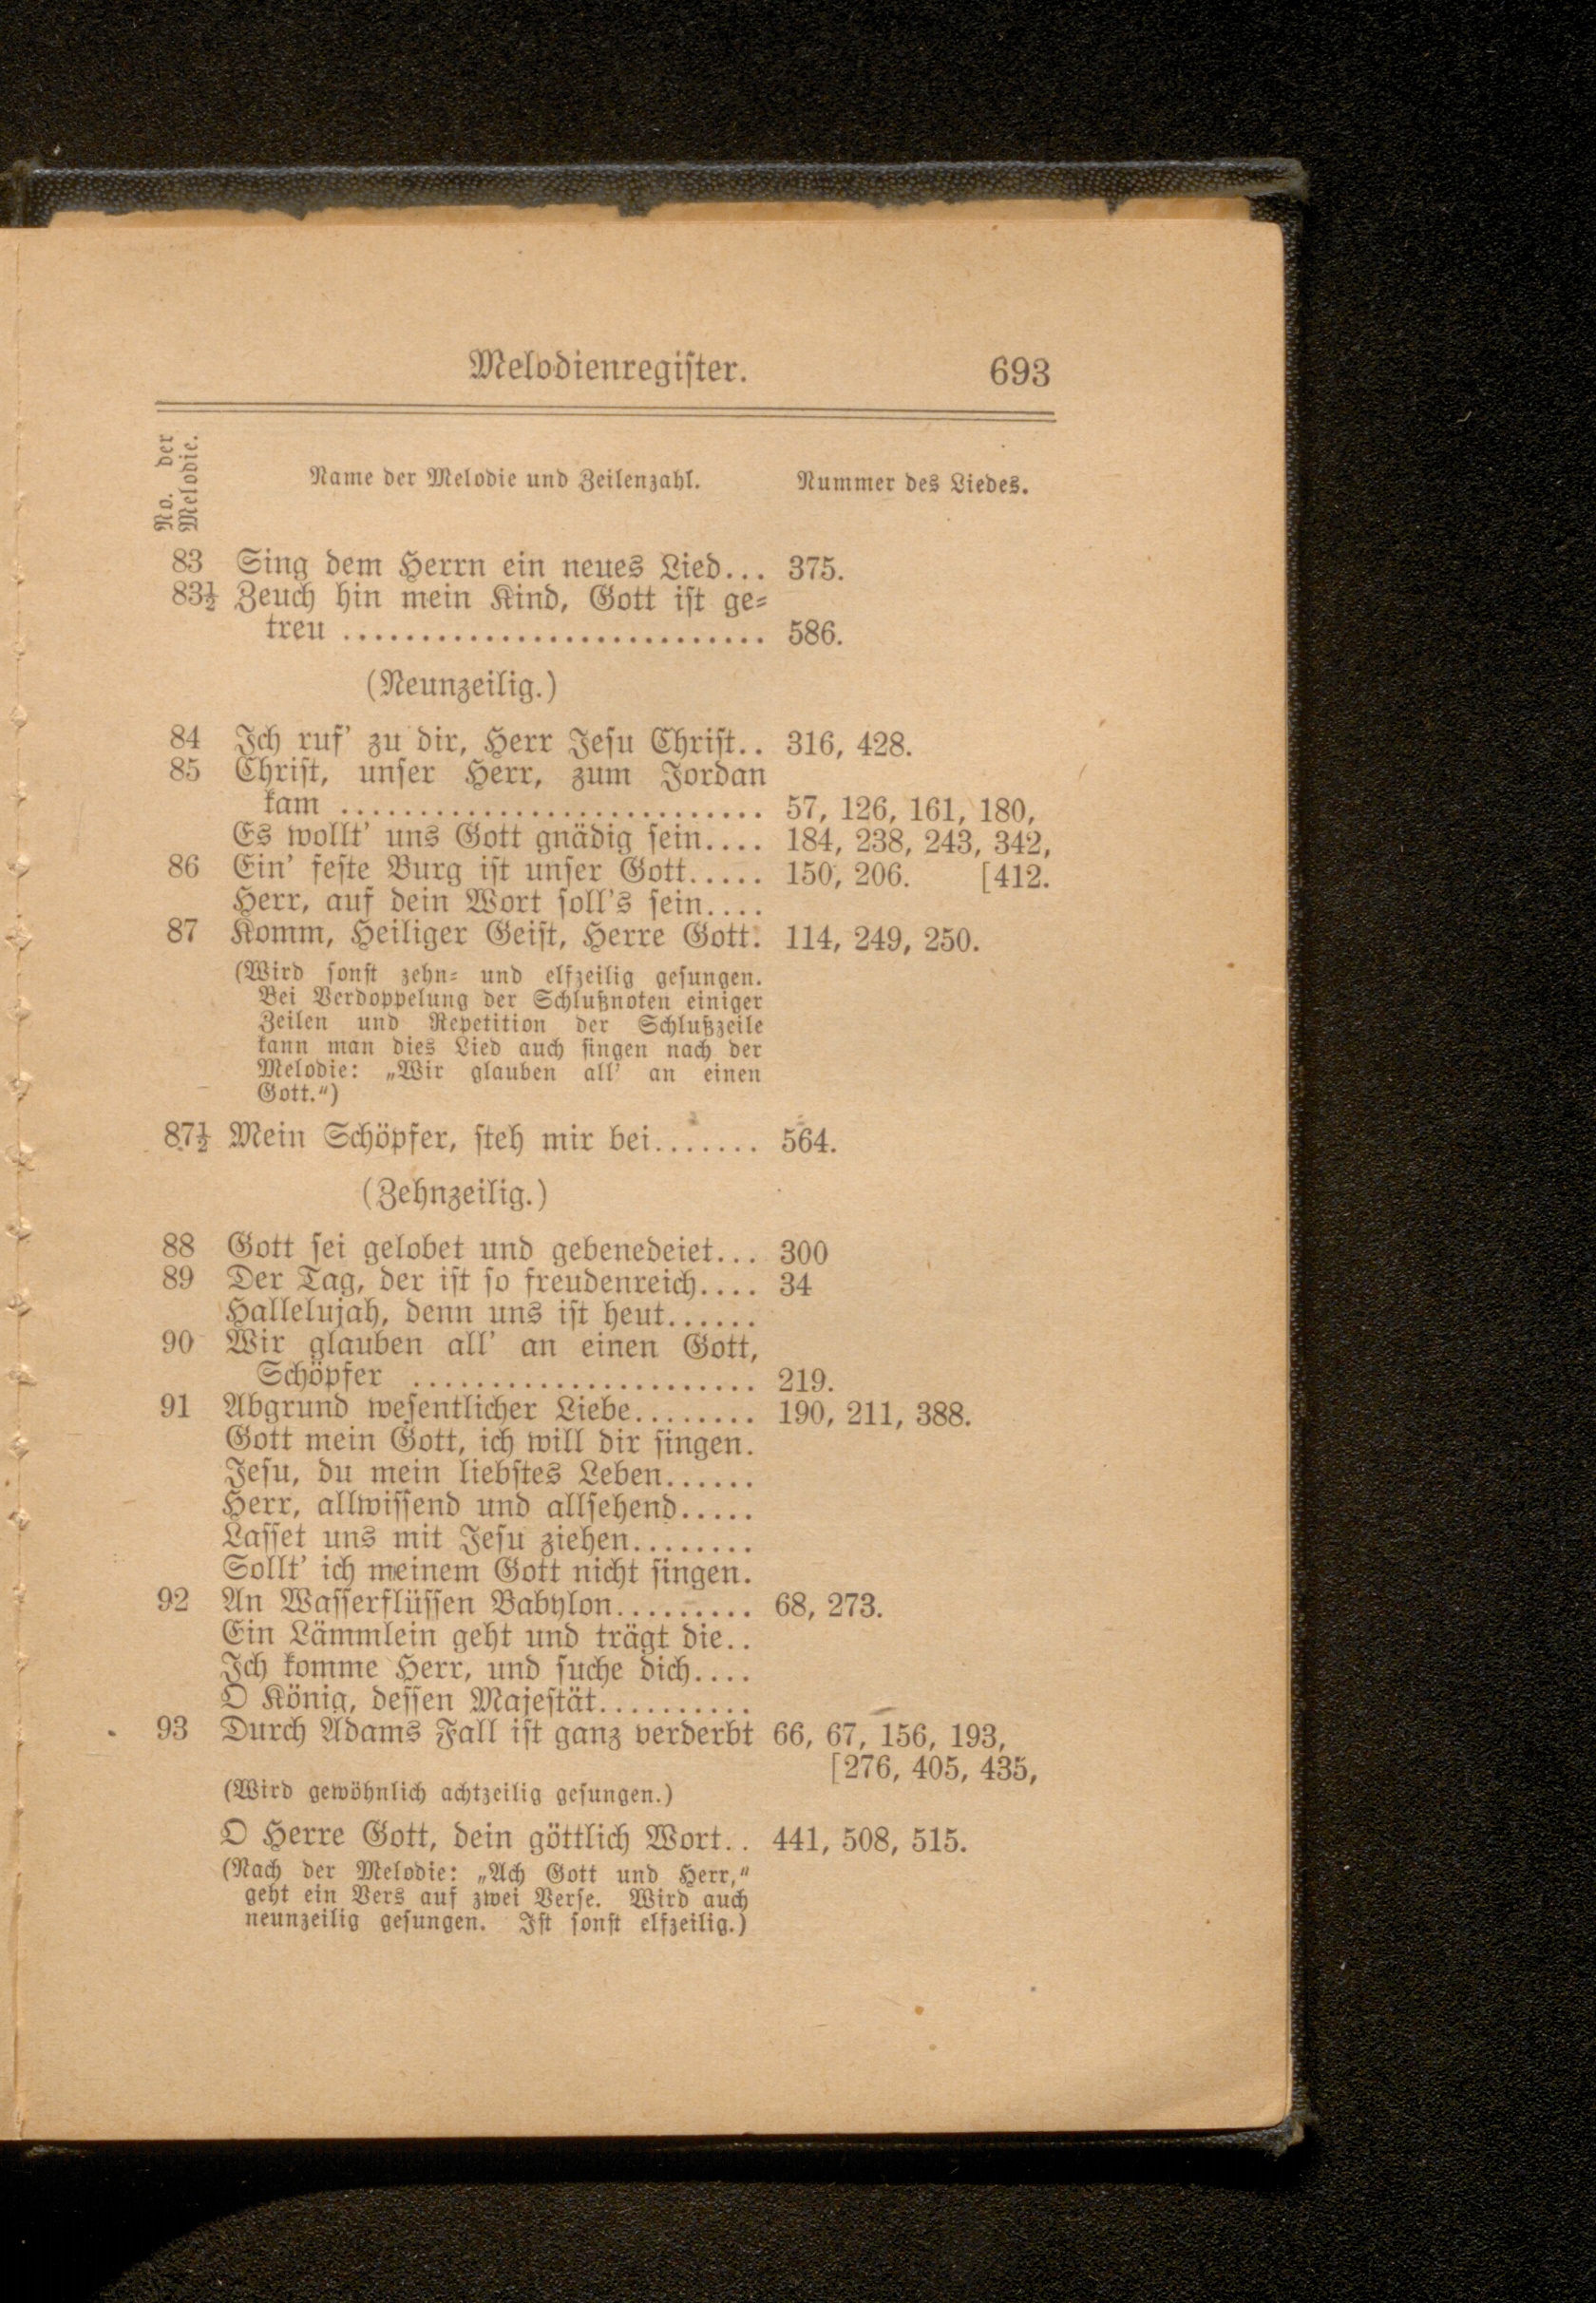 Melodienregister. 693
No. der Melodie.
Name der Melodie und Zeilenzahl. Nummer des Liedes.
83 Sing dem Herrn ein neues Lied... 375.
83½ Zeuch hin mein Kind, Gott ist ge-
treu ........................... 586.
(Neunzeilig.)
84 Ich ruf' zu dir, Herr Jesu Christ.. 316, 428.
85 Christ, unser Herr, zum Jordan
kam ........................... 57, 126, 161, 180,
Es wollt' uns Gott gnädig sein.... 184, 238, 243, 342,
86 Ein' feste Burg ist unser Gott..... 150, 206. [412.
Herr, auf dein Wort soll's sein....
87 Komm, Heiliger Geist, Herre Gott: 114, 249, 250.
(Wird sonst zehn- und elfzeilig gesungen.
Bei Verdoppelung der Schlußnoten einiger
Zeilen und Repetition der Schlußzeile
kann man dies Lied auch singen nach der
Melodie: „Wir glauben all' an einen
Gott.“)
87½ Mein Schöpfer, steh mir bei....... 564.
(Zehnzeilig.)
88 Gott sei gelobet und gebenedeiet... 300
89 Der Tag, der ist so freudenreich.... 34
Hallelujah, denn uns ist heut......
90 Wir glauben all' an einen Gott,
Schöpfer ...................... 219.
91 Abgrund wesentlicher Liebe........ 190, 211, 388.
Gott mein Gott, ich will dir singen.
Jesu, du mein liebstes Leben......
Herr, allwissend und allsehend.....
Lasset uns mit Jesu ziehen........
Sollt' ich meinem Gott nicht singen.
92 An Wasserflüssen Babylon......... 68, 273.
Ein Lämmlein geht und trägt die..
Ich komme Herr, und suche dich....
O König, dessen Majestät..........
93 Durch Adams Fall ist ganz verderbt 66, 67, 156, 193,
[276, 405, 435,
(Wird gewöhnlich achtzeilig gesungen.)
O Herre Gott, dein göttlich Wort.. 441, 508, 515.
(Nach der Melodie: „Ach Gott und Herr,“
geht ein Vers auf zwei Verse. Wird auch
neunzeilig gesungen. Ist sonst elfzeilig.)